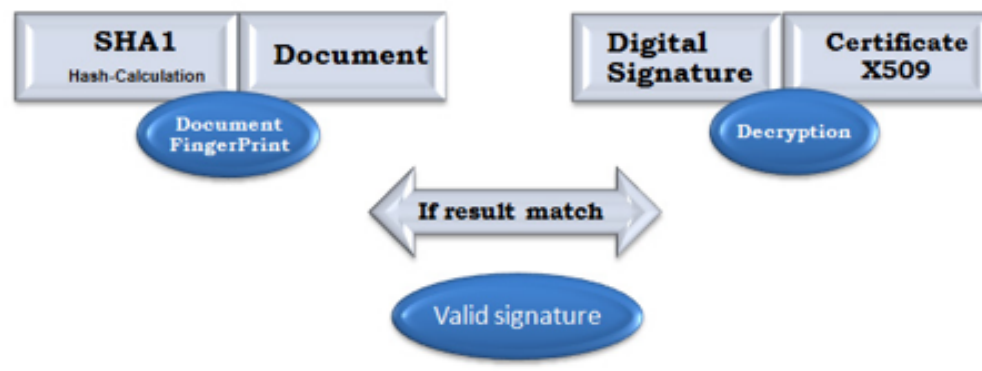 SHA1
Hash-Calculation
Document
Document
FingerPrint
Digital
Signature
Certificate
X509
Decryption
If result match
Valid signature